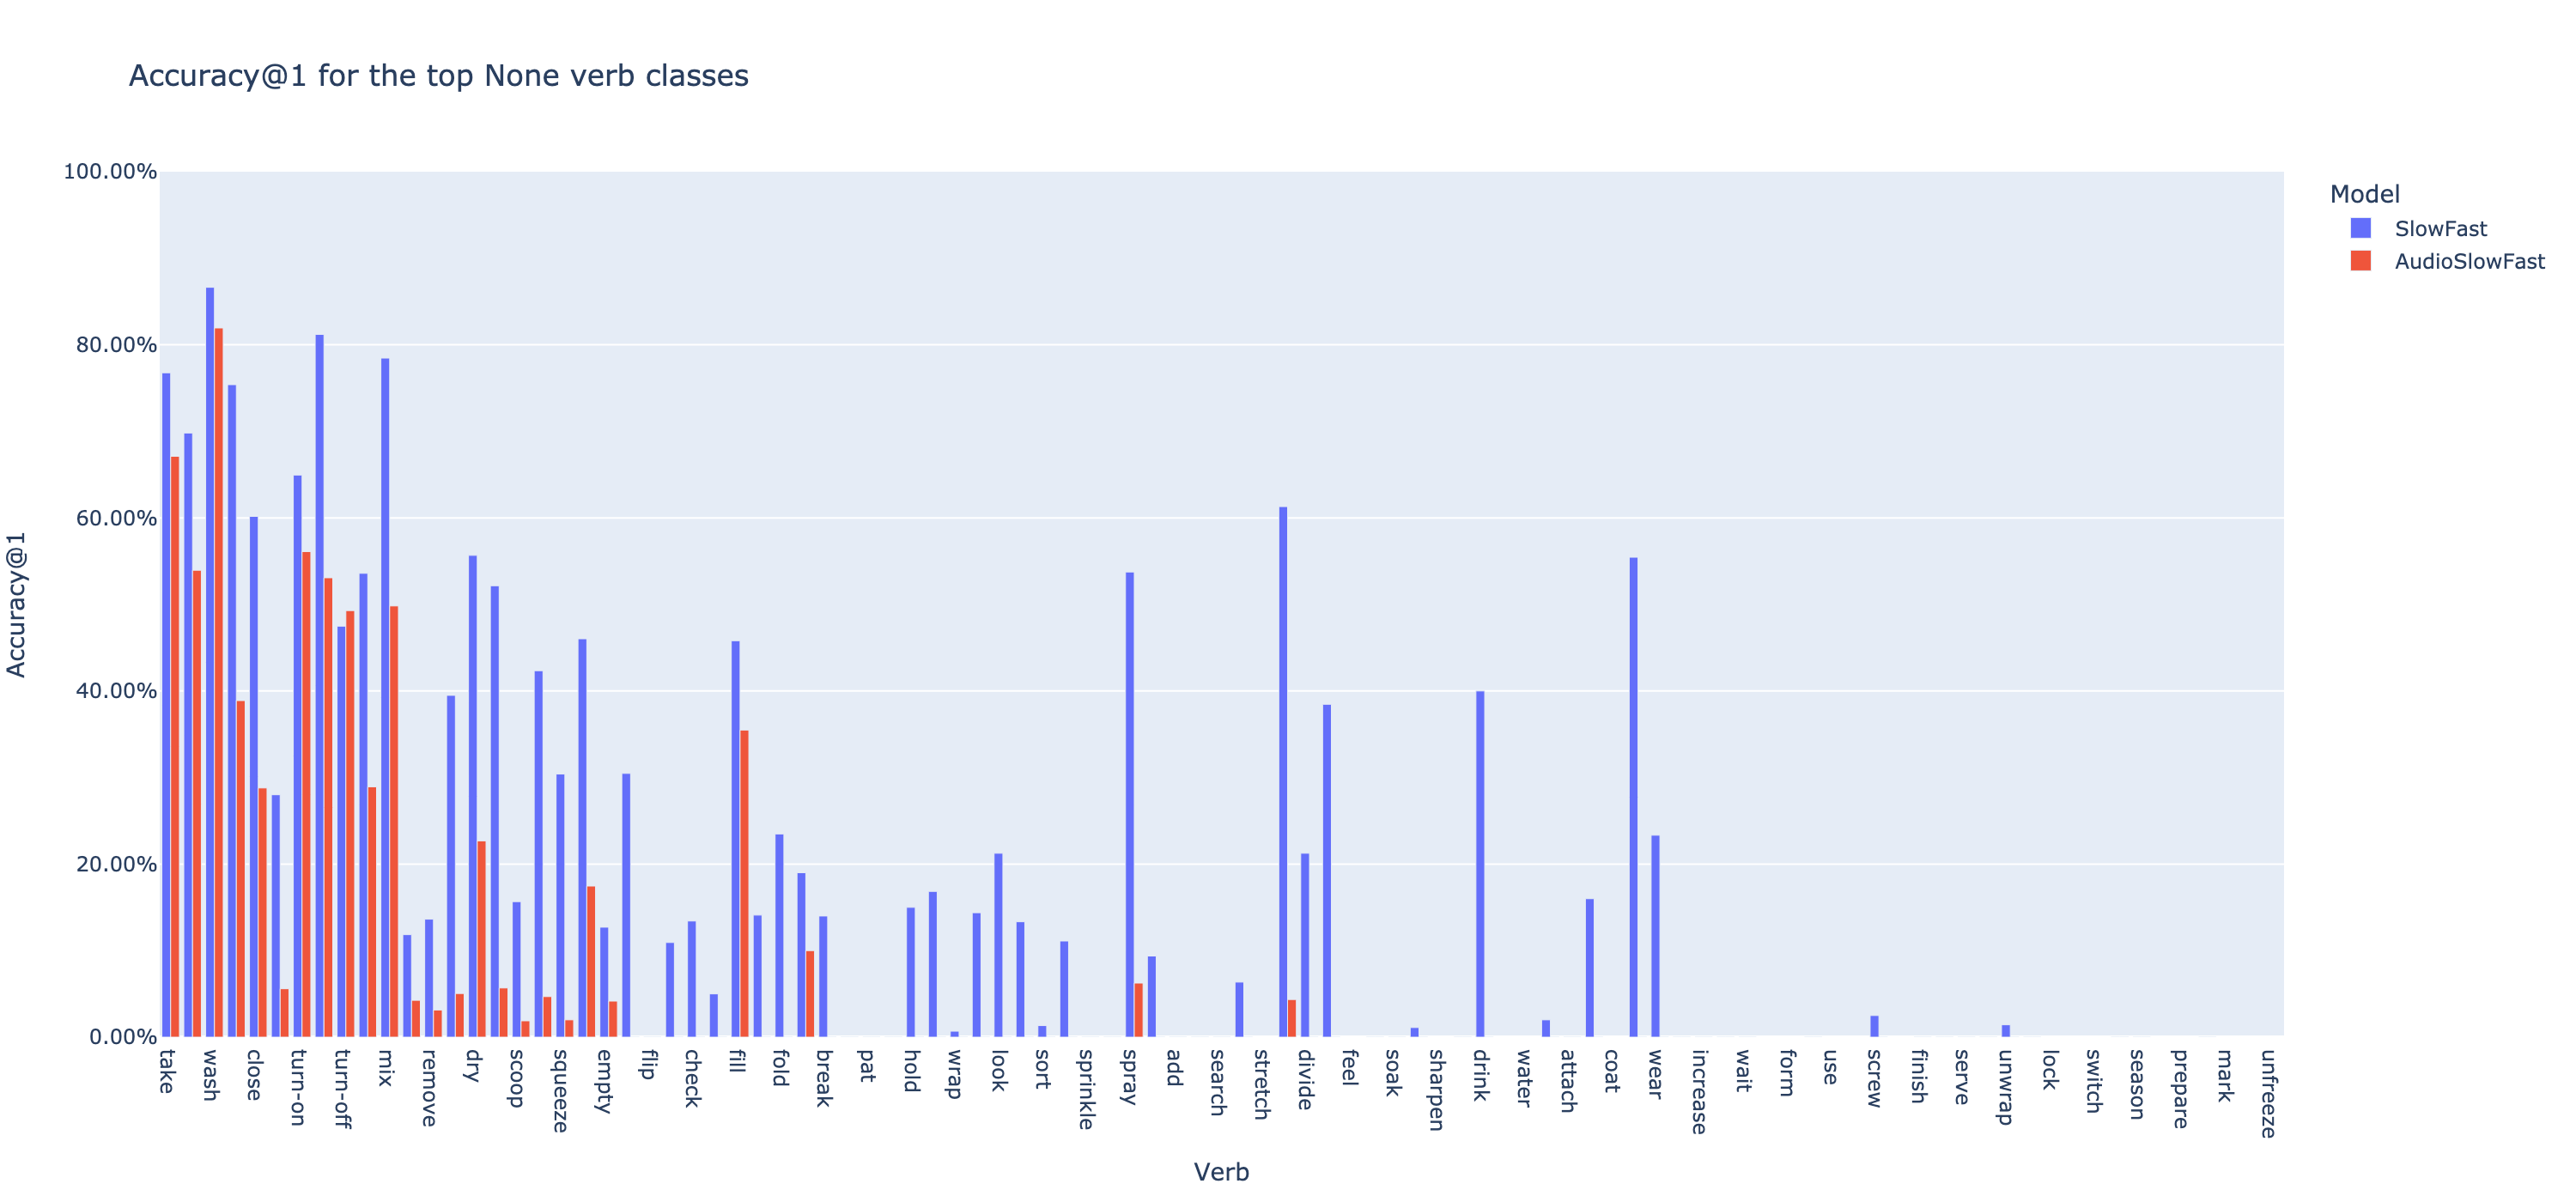 Accuracy@1 for the top None verb classes
Model
SlowFast
AudioSlowFast
100.00%
80.00%
60.00%
40.00%
20.00%
0.00%
Accuracy@1
take
wash
close
turn-on
turn-off
mix
remove
dry
scoop
squeeze
empty
flip
check
fill
fold
break
pat
hold
wrap
look
sort
sprinkle
spray
add
search
stretch
divide
feel
soak
sharpen
drink
water
attach
coat
wear
increase
wait
form
use
screw
finish
serve
unwrap
lock
switch
season
prepare
mark
unfreeze
Verb